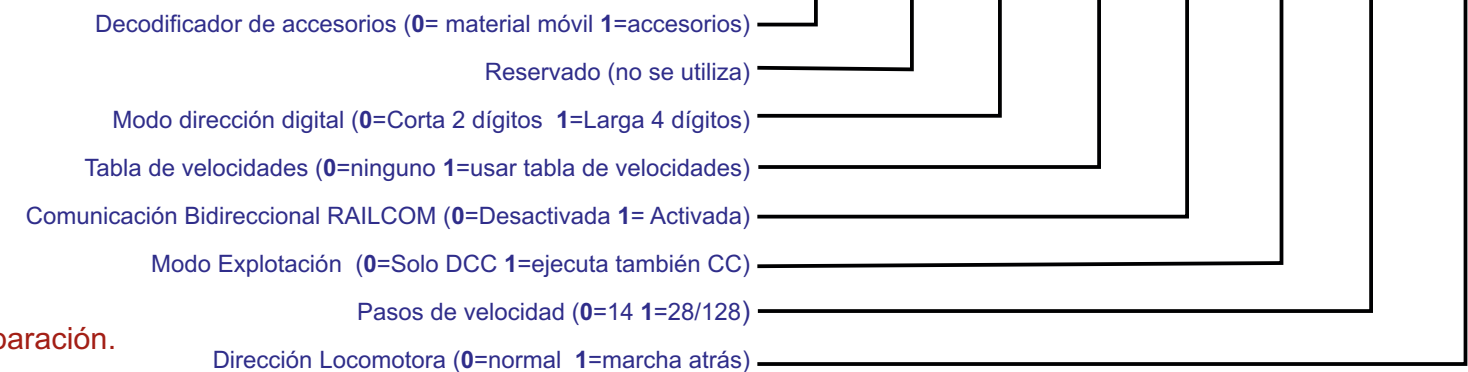 Decodificador de accesorios (0= material móvil 1=accesorios)
Reservado (no se utiliza)
Modo dirección digital (0=Corta 2 dígitos 1=Larga 4 dígitos)
Tabla de velocidades (0=ninguno 1=usar tabla de velocidades)
Comunicación Bidireccional RAILCOM (0=Desactivada 1= Activada)
Modo Explotación (0=Solo DCC 1=ejecuta también CC)
Pasos de velocidad (0=14 1=28/128)
paración.
Dirección Locomotora (0=normal 1=marcha atrás)